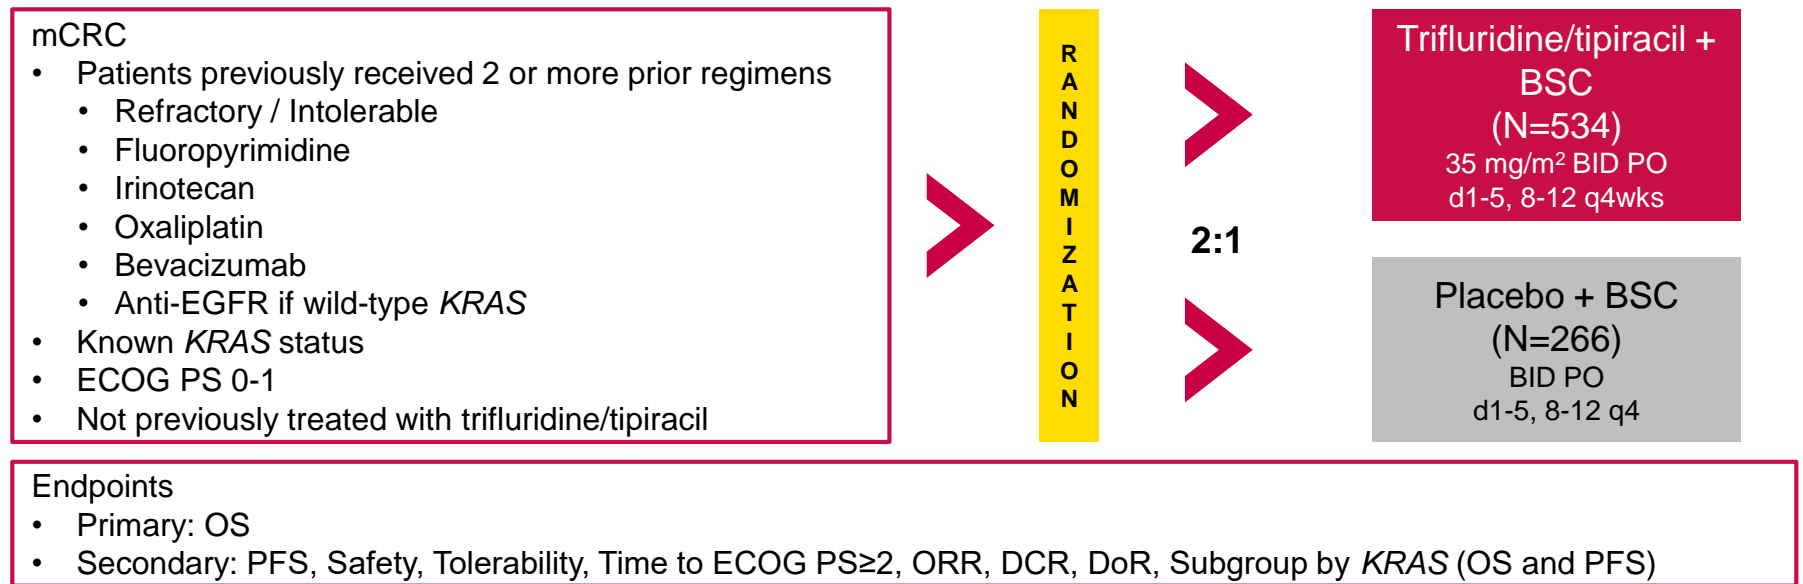 mCRC
• Patients previously received 2 or more prior regimens
• Refractory / Intolerable
• Fluoropyrimidine
• Irinotecan
• Oxaliplatin
• Bevacizumab
• Anti-EGFR if wild-type KRAS
• Known KRAS status
• ECOG PS 0-1
• Not previously treated with trifluridine/tipiracil
RANDOMIZATION
2:1
Trifluridine/tipiracil +
BSC
(N=534)
35 mg/m² BID PO
d1-5, 8-12 q4wks
Placebo + BSC
(N=266)
BID PO
d1-5, 8-12 q4
Endpoints
• Primary: OS
• Secondary: PFS, Safety, Tolerability, Time to ECOG PS≥2, ORR, DCR, DoR, Subgroup by KRAS (OS and PFS)